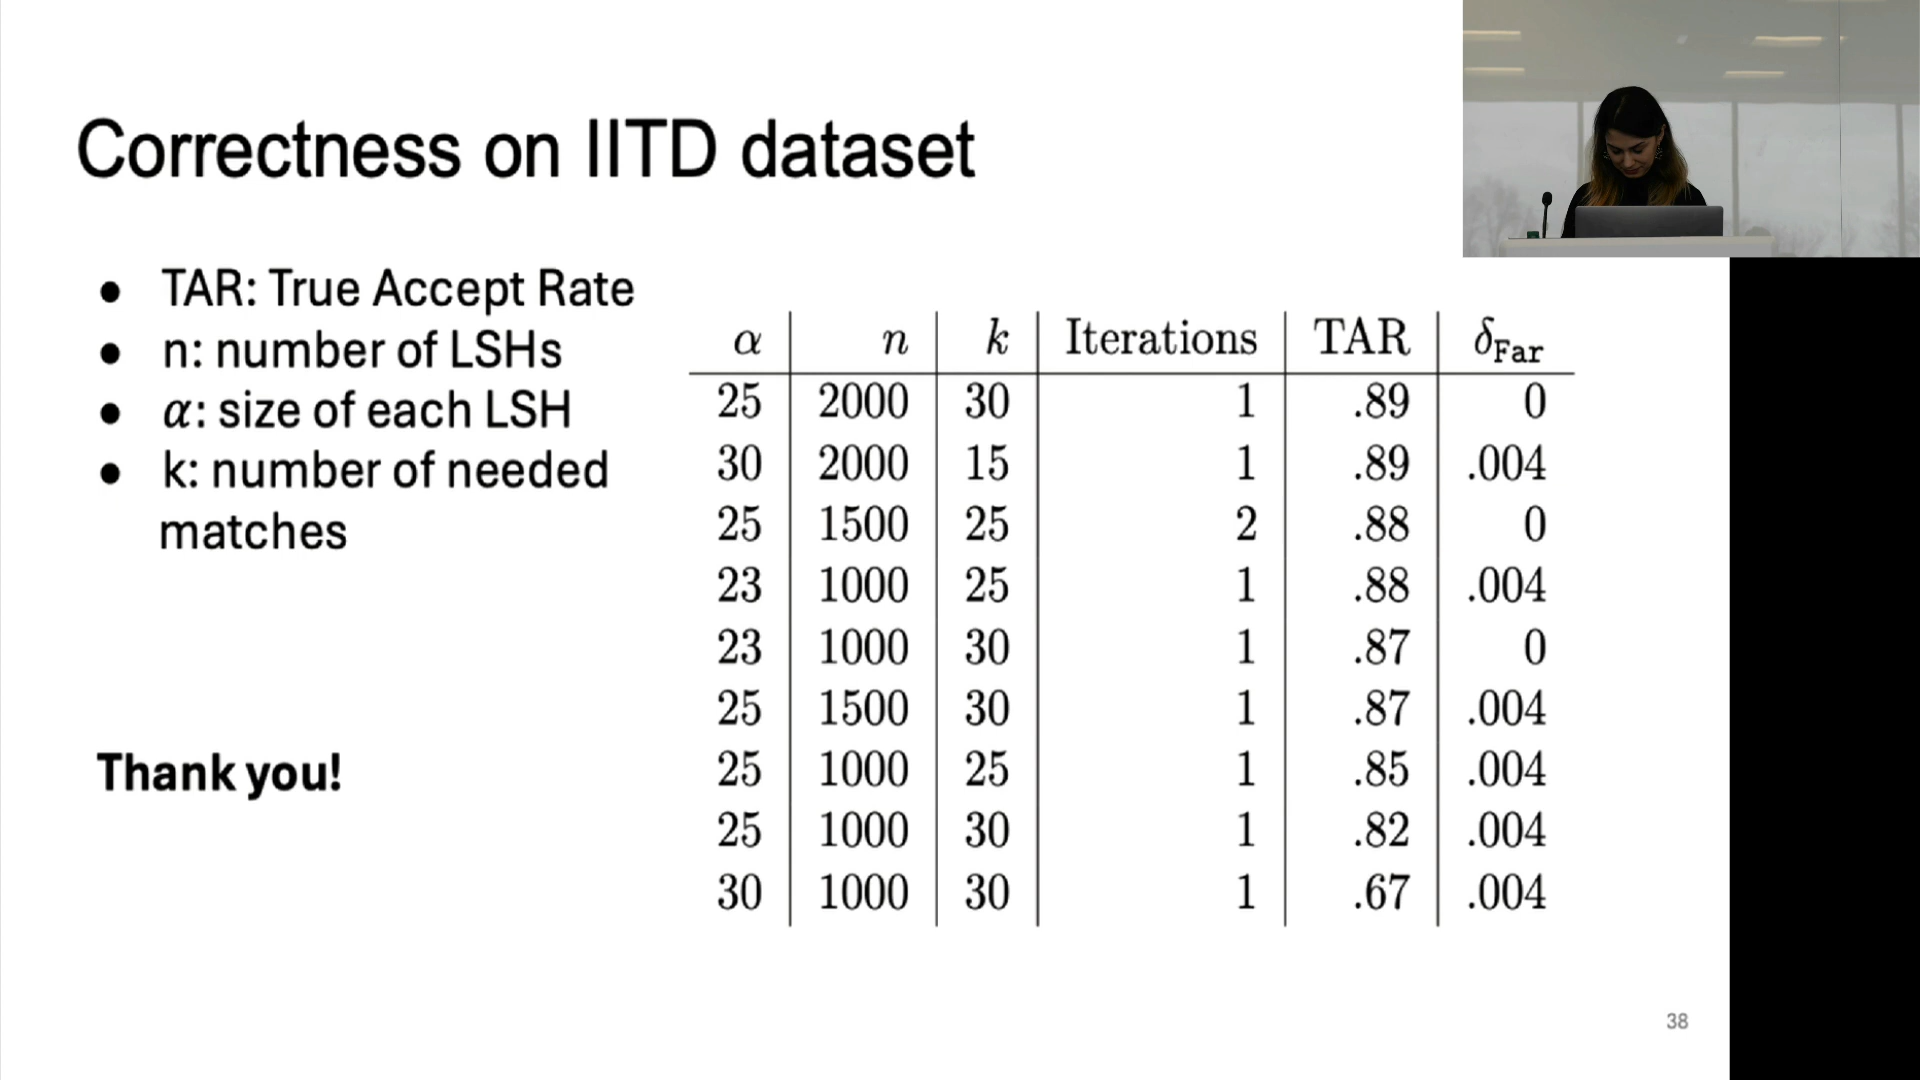 Correctness on IITD dataset
● TAR: True Accept Rate
● n: number of LSHs
● α: size of each LSH
● k: number of needed
matches
Thank you!
α n k Iterations TAR δFar
25 2000 30 1 .89 0
30 2000 15 1 .89 .004
25 1500 25 2 .88 0
23 1000 25 1 .88 .004
23 1000 30 1 .87 0
25 1500 30 1 .87 .004
25 1000 25 1 .85 .004
25 1000 30 1 .82 .004
30 1000 30 1 .67 .004
38